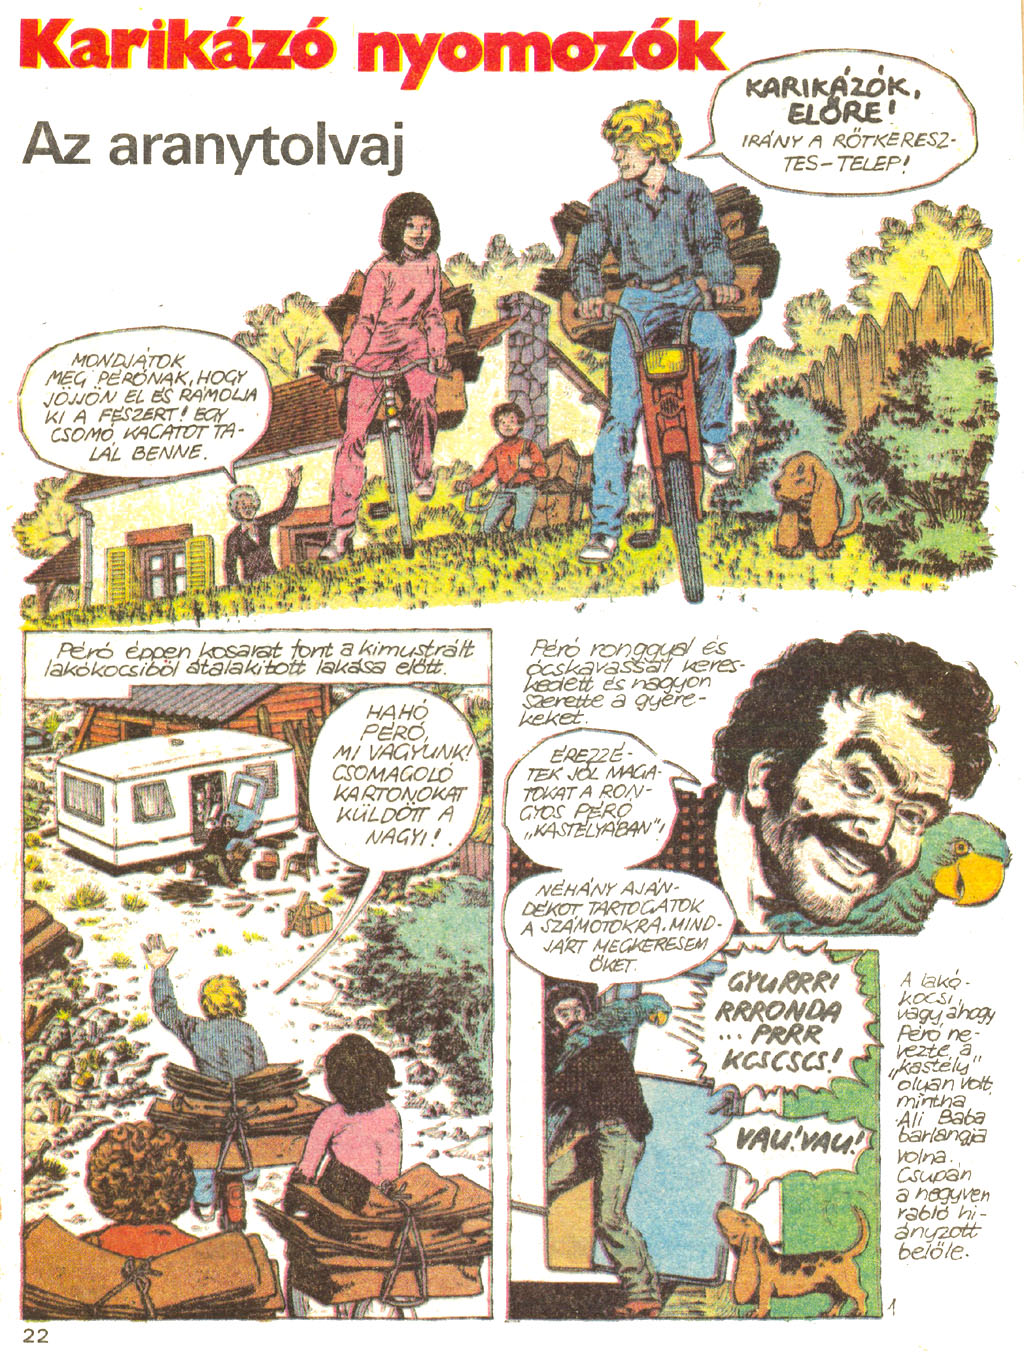 Karikázó nyomozók
Az aranytolvaj
KARIKÁZÓK,
ELŐRE!
IRÁNY A RŐTKERESZ-
TES-TELEP!
MONDJÁTOK
MEG PÉRÓNAK, HOGY
JÖJJÖN EL ÉS RAMOLJA
KI A FÉSZERT! EGY
CSOMÓ KACATOT TA-
LÁL BENNE.
Péró éppen kosarat font a kimustrált
lakókocsiból átalakított lakása előtt.
HAHÓ
PÉRÓ,
MI VAGYUNK!
CSOMAGOLÓ
KARTONOKAT
KÜLDÖTT A
NAGYI!
Péró ronggyal és
ócskavassal keres-
kedett és nagyon
szerette a gyere-
keket.
ÉREZZÉ-
TEK JÓL MAGA-
TOKAT A RON-
GYOS PÉRÓ
„KASTÉLYÁBAN"!
NÉHÁNY AJÁN-
DÉKOT TARTOGATOK
A SZÁMOTOKRA. MIND-
JÁRT MEGKERESEM
ŐKET.
GYURRRI
RRRONDA
... PRRR
KCSCSCS!
VAU! VAU!
A lakó-
kocsi,
vagy, ahogy
Péró ne-
vezte, a
„kastély"
olyan volt,
mintha
Ali Baba
barlangja
volna.
Csupán
a negyven
rabló hi-
ányzott
belőle.
1
22